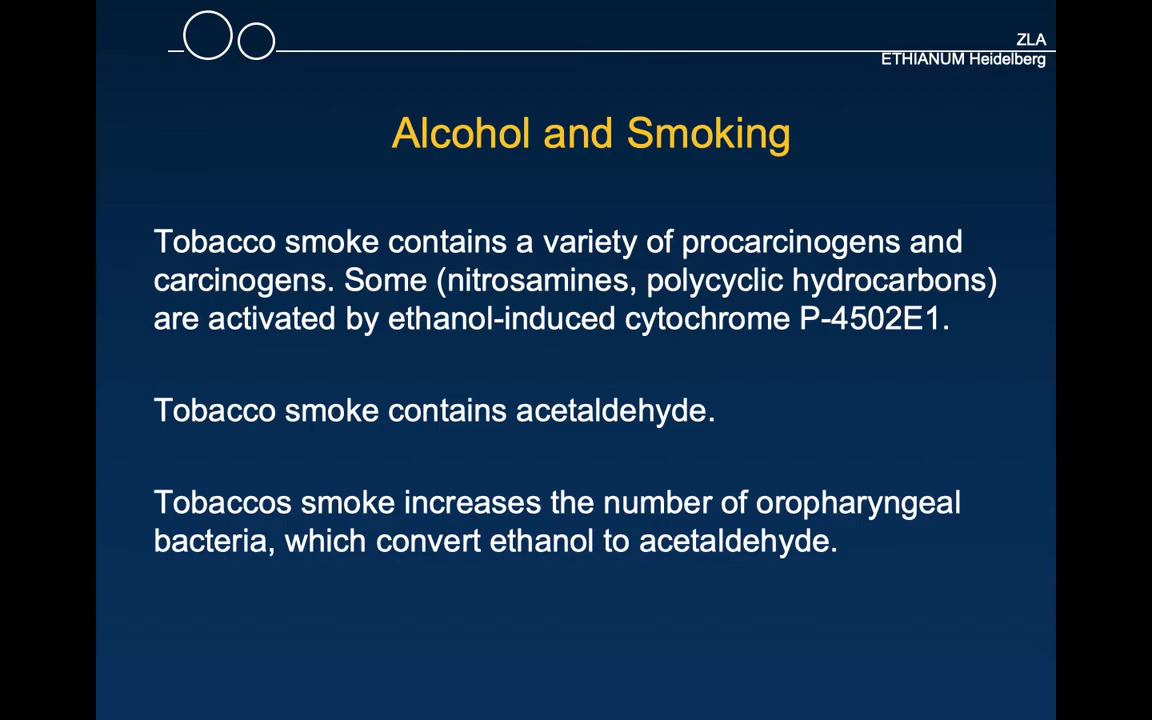 ZLA
ETHIANUM Heidelberg
Alcohol and Smoking
Tobacco smoke contains a variety of procarcinogens and
carcinogens. Some (nitrosamines, polycyclic hydrocarbons)
are activated by ethanol-induced cytochrome P-4502E1.
Tobacco smoke contains acetaldehyde.
Tobaccos smoke increases the number of oropharyngeal
bacteria, which convert ethanol to acetaldehyde.